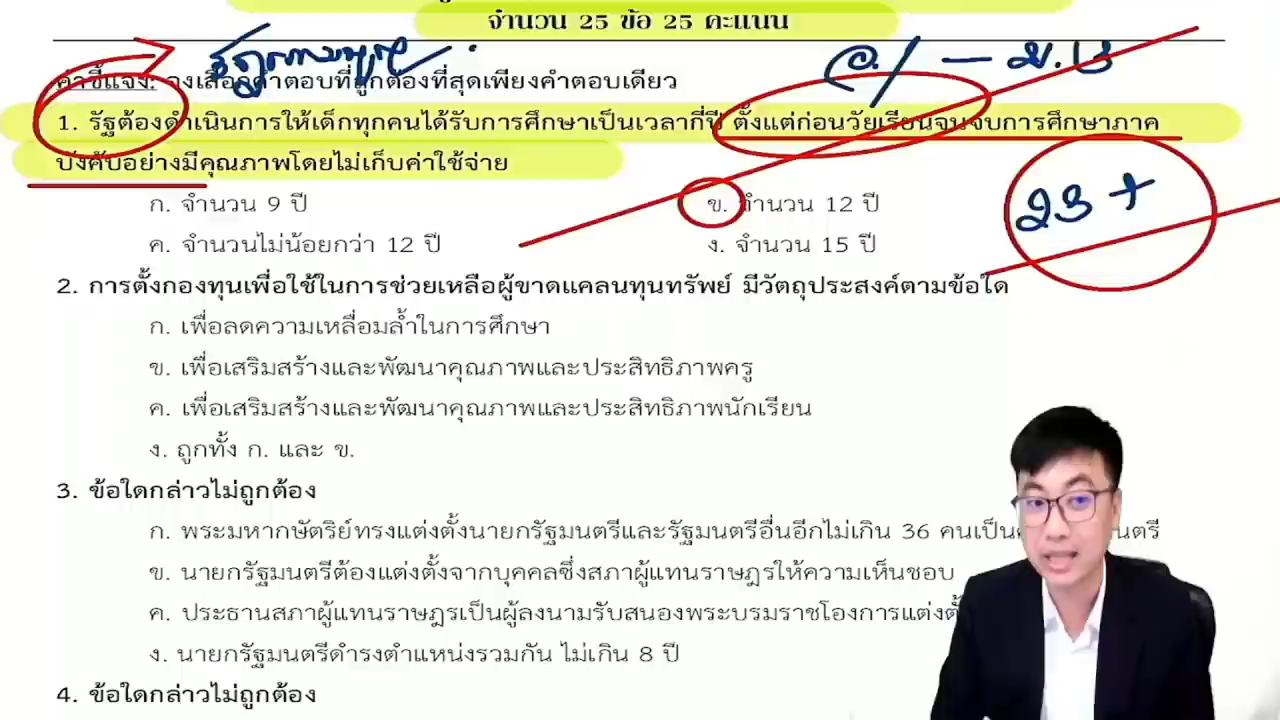 จำนวน 25 ข้อ 25 คะแนน
รัฐธรรมนูญ
อ.1 – ม.3
คำชี้แจง: จงเลือกคำตอบที่ถูกต้องที่สุดเพียงคำตอบเดียว
1. รัฐต้องดำเนินการให้เด็กทุกคนได้รับการศึกษาเป็นเวลากี่ปี ตั้งแต่ก่อนวัยเรียนจนจบการศึกษาภาค
บังคับอย่างมีคุณภาพโดยไม่เก็บค่าใช้จ่าย
ก. จำนวน 9 ปี
ข. จำนวน 12 ปี
23 +
ค. จำนวนไม่น้อยกว่า 12 ปี
ง. จำนวน 15 ปี
2. การตั้งกองทุนเพื่อใช้ในการช่วยเหลือผู้ขาดแคลนทุนทรัพย์ มีวัตถุประสงค์ตามข้อใด
ก. เพื่อลดความเหลื่อมล้ำในการศึกษา
ข. เพื่อเสริมสร้างและพัฒนาคุณภาพและประสิทธิภาพครู
ค. เพื่อเสริมสร้างและพัฒนาคุณภาพและประสิทธิภาพนักเรียน
ง. ถูกทั้ง ก. และ ข.
3. ข้อใดกล่าวไม่ถูกต้อง
ก. พระมหากษัตริย์ทรงแต่งตั้งนายกรัฐมนตรีและรัฐมนตรีอื่นอีกไม่เกิน 36 คนเป็น
ข. นายกรัฐมนตรีต้องแต่งตั้งจากบุคคลซึ่งสภาผู้แทนราษฎรให้ความเห็นชอบ
ค. ประธานสภาผู้แทนราษฎรเป็นผู้ลงนามรับสนองพระบรมราชโองการแต่งตั้
ง. นายกรัฐมนตรีดำรงตำแหน่งรวมกัน ไม่เกิน 8 ปี
4. ข้อใดกล่าวไม่ถูกต้อง